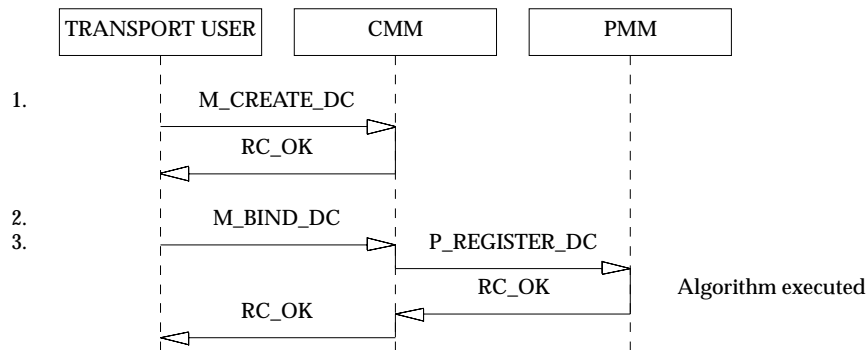 TRANSPORT USER CMM PMM
1. M_CREATE_DC
RC_OK
2. M_BIND_DC
3. P_REGISTER_DC
RC_OK Algorithm executed
RC_OK